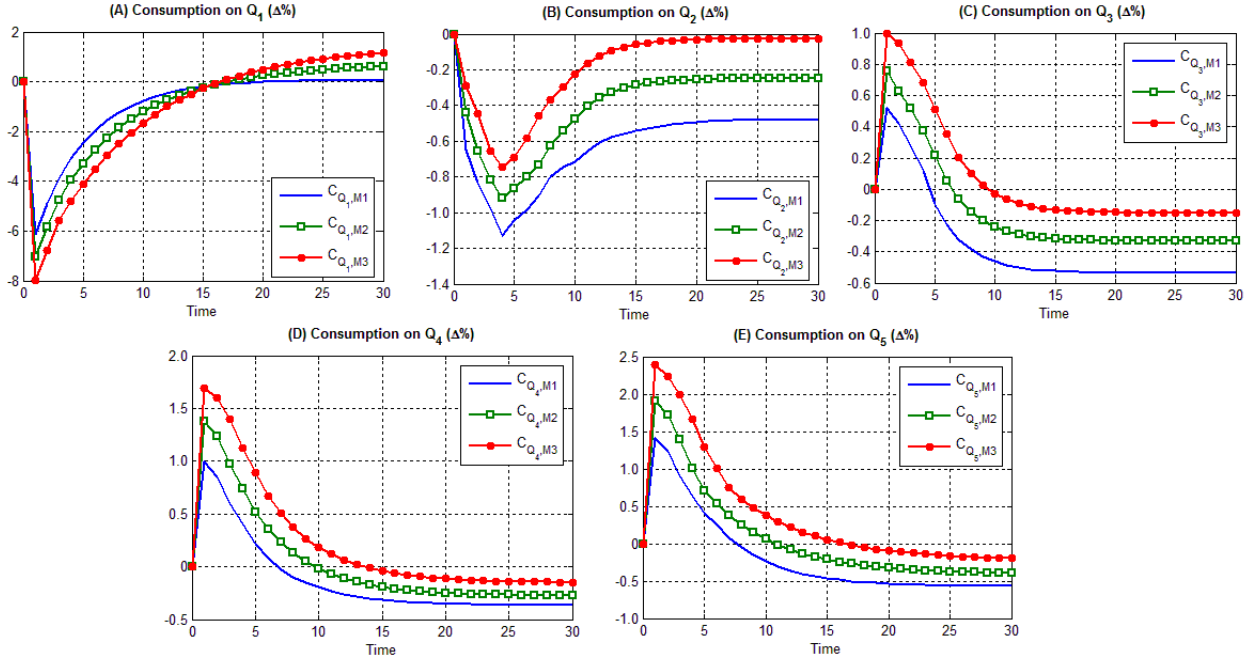 (A) Consumption on Q1 (Δ%)
2
0
-2
-4
-6
-8
0 5 10 15 20 25 30
Time
C Q1,M1
C Q1,M2
C Q1,M3
(B) Consumption on Q2 (Δ%)
0
-0.2
-0.4
-0.6
-0.8
-1.0
-1.2
-1.4
0 5 10 15 20 25 30
Time
C Q2,M1
C Q2,M2
C Q2,M3
(C) Consumption on Q3 (Δ%)
1.0
0.8
0.6
0.4
0.2
0
-0.2
-0.4
-0.6
0 5 10 15 20 25 30
Time
C Q3,M1
C Q3,M2
C Q3,M3
(D) Consumption on Q4 (Δ%)
2.0
1.5
1.0
0.5
0
-0.5
0 5 10 15 20 25 30
Time
C Q4,M1
C Q4,M2
C Q4,M3
(E) Consumption on Q5 (Δ%)
2.5
2.0
1.5
1.0
0.5
0
-0.5
-1.0
0 5 10 15 20 25 30
Time
C Q5,M1
C Q5,M2
C Q5,M3